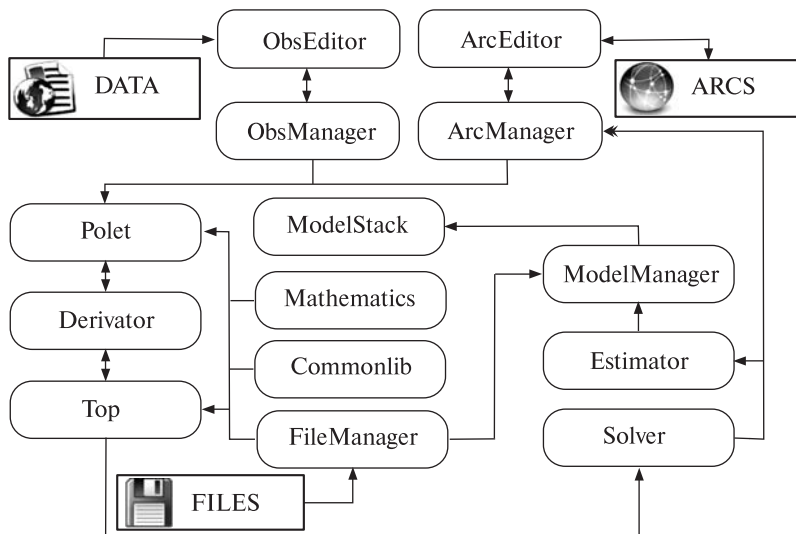 ObsEditor
ArcEditor
DATA
ARCS
ObsManager
ArcManager
Polet
ModelStack
ModelManager
Mathematics
Derivator
Commonlib
Estimator
Top
FileManager
Solver
FILES